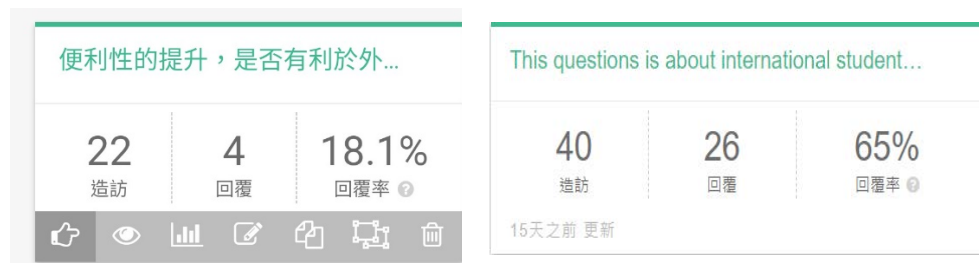 便利性的提升，是否有利於外...
22 4 18.1%
造訪 回覆 回覆率
This questions is about international student...
40 26 65%
造訪 回覆 回覆率
15天之前 更新